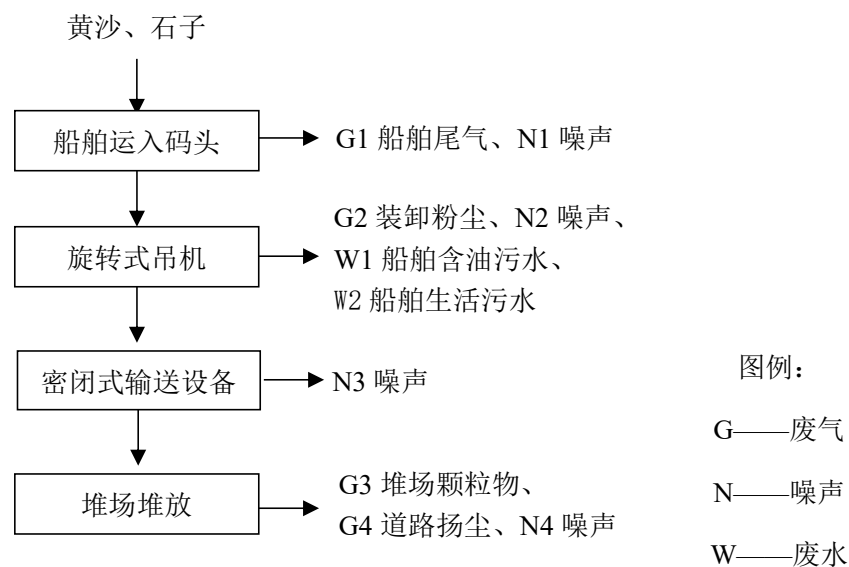 黄沙、石子
船舶运入码头
G1 船舶尾气、N1 噪声
G2 装卸粉尘、N2 噪声、
旋转式吊机
W1 船舶含油污水、
W2 船舶生活污水
密闭式输送设备
N3 噪声
图例：
G——废气
堆场堆放
G3 堆场颗粒物、
G4 道路扬尘、N4 噪声
N——噪声
W——废水